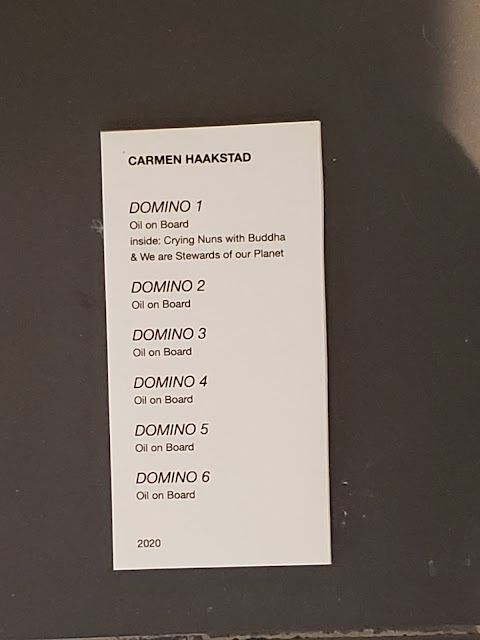 CARMEN HAAKSTAD
DOMINO 1
Oil on Board
inside: Crying Nuns with Buddha
& We are Stewards of our Planet
DOMINO 2
Oil on Board
DOMINO 3
Oil on Board
DOMINO 4
Oil on Board
DOMINO 5
Oil on Board
DOMINO 6
Oil on Board
2020